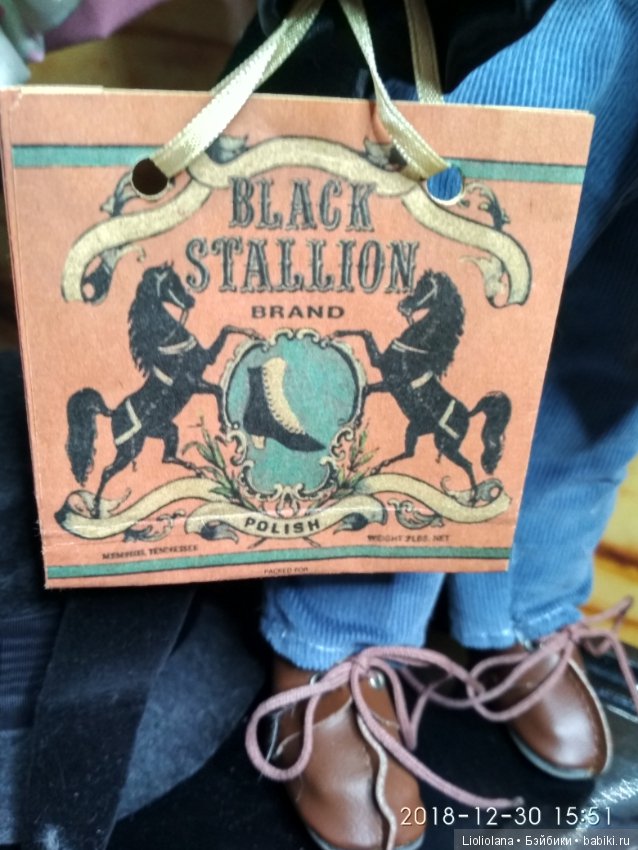 BLACK
STALLION
BRAND
POLISH
MEMPHIS, TENNESSEE
WEIGHT 2LBS. NET
PACKED FOR
2018-12-30 15:51
Lioliolana • Бэйбики • babiki.ru